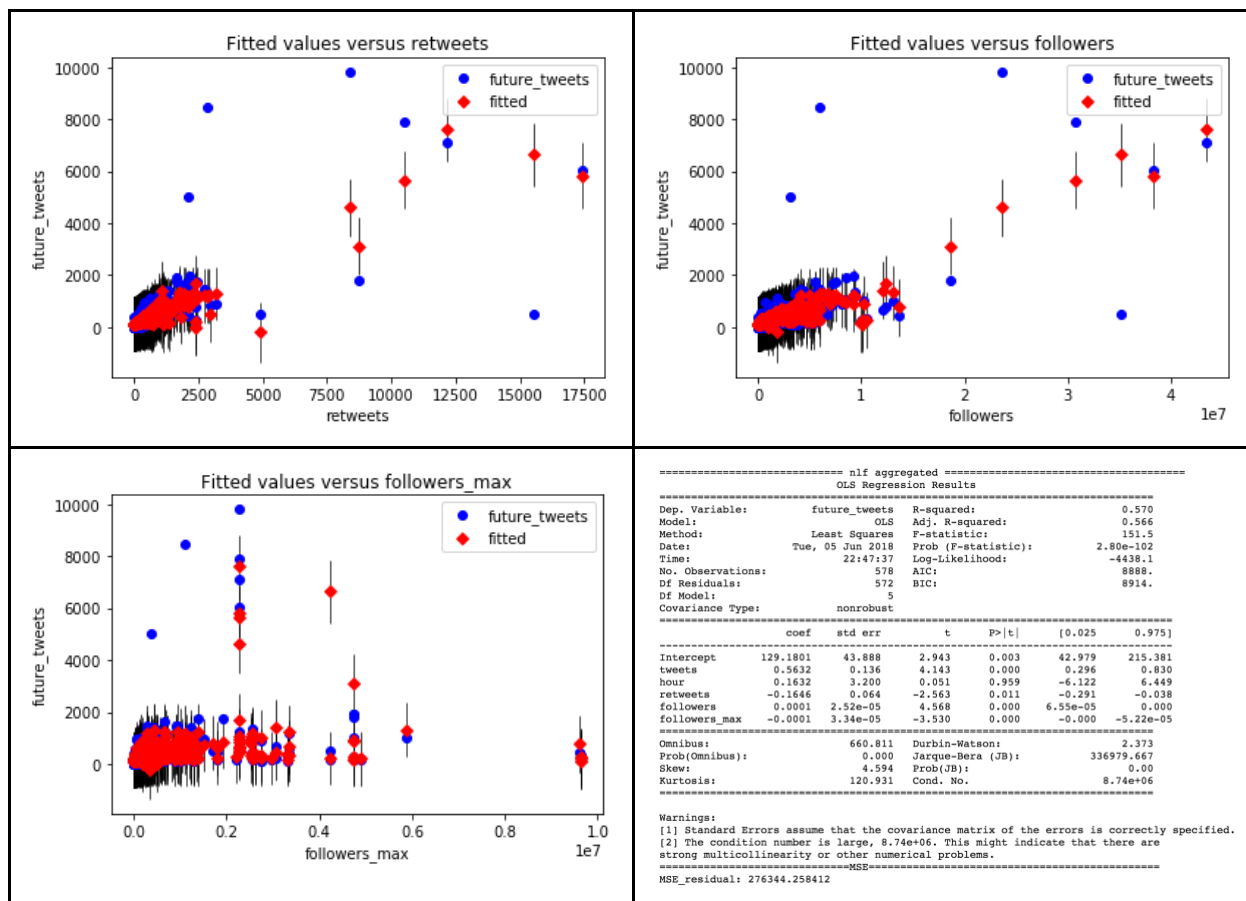 Fitted values versus retweets
10000
8000
6000
4000
2000
0
future_tweets
future_tweets
fitted
0 2500 5000 7500 10000 12500 15000 17500
retweets
Fitted values versus followers
10000
8000
6000
4000
2000
0
future_tweets
future_tweets
fitted
0 1 2 3 4
1e7
followers
Fitted values versus followers_max
10000
8000
6000
4000
2000
0
future_tweets
future_tweets
fitted
0.0 0.2 0.4 0.6 0.8 1.0
1e7
followers_max
============================ nlf aggregated =====================================
OLS Regression Results
==============================================================================
Dep. Variable: future_tweets R-squared: 0.570
Model: OLS Adj. R-squared: 0.566
Method: Least Squares F-statistic: 151.5
Date: Tue, 05 Jun 2018 Prob (F-statistic): 2.80e-102
Time: 22:47:37 Log-Likelihood: -4438.1
No. Observations: 578 AIC: 8888.
Df Residuals: 572 BIC: 8914.
Df Model: 5
Covariance Type: nonrobust
=================================================================================
coef std err t P>|t| [0.025 0.975]
---------------------------------------------------------------------------------
Intercept 129.1801 43.888 2.943 0.003 42.979 215.381
tweets 0.5632 0.136 4.143 0.000 0.296 0.830
hour 0.1632 3.200 0.051 0.959 -6.122 6.449
retweets -0.1646 0.064 -2.563 0.011 -0.291 -0.038
followers 0.0001 2.52e-05 4.568 0.000 6.55e-05 0.000
followers_max -0.0001 3.34e-05 -3.530 0.000 -0.000 -5.22e-05
==============================================================================
Omnibus: 660.811 Durbin-Watson: 2.373
Prob(Omnibus): 0.000 Jarque-Bera (JB): 336979.667
Skew: 4.594 Prob(JB): 0.00
Kurtosis: 120.931 Cond. No. 8.74e+06
==============================================================================
Warnings:
[1] Standard Errors assume that the covariance matrix of the errors is correctly specified.
[2] The condition number is large, 8.74e+06. This might indicate that there are
strong multicollinearity or other numerical problems.
==============================MSE==============================================
MSE_residual: 276344.258412